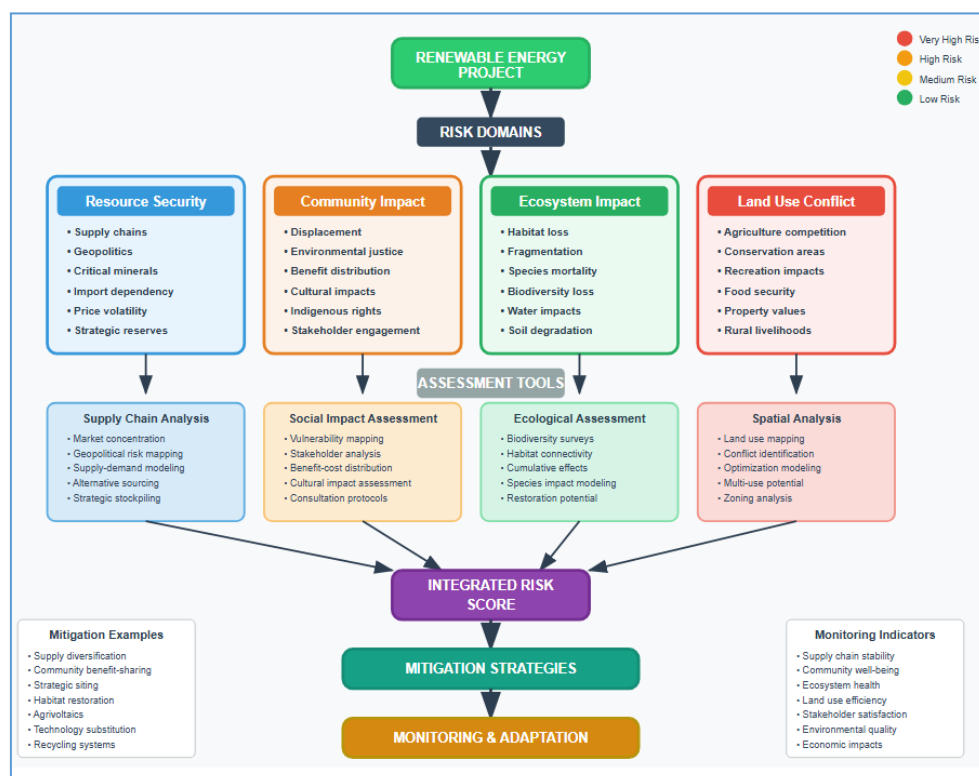 RENEWABLE ENERGY
PROJECT
Very High Ris
High Risk
Medium Risk
Low Risk
RISK DOMAINS
Resource Security
• Supply chains
• Geopolitics
• Critical minerals
• Import dependency
• Price volatility
• Strategic reserves
Community Impact
• Displacement
• Environmental justice
• Benefit distribution
• Cultural impacts
• Indigenous rights
• Stakeholder engagement
Ecosystem Impact
• Habitat loss
• Fragmentation
• Species mortality
• Biodiversity loss
• Water impacts
• Soil degradation
Land Use Conflict
• Agriculture competition
• Conservation areas
• Recreation impacts
• Food security
• Property values
• Rural livelihoods
ASSESSMENT TOOLS
Supply Chain Analysis
• Market concentration
• Geopolitical risk mapping
• Supply-demand modeling
• Alternative sourcing
• Strategic stockpiling
Social Impact Assessment
• Vulnerability mapping
• Stakeholder analysis
• Benefit-cost distribution
• Cultural impact assessment
• Consultation protocols
Ecological Assessment
• Biodiversity surveys
• Habitat connectivity
• Cumulative effects
• Species impact modeling
• Restoration potential
Spatial Analysis
• Land use mapping
• Conflict identification
• Optimization modeling
• Multi-use potential
• Zoning analysis
INTEGRATED RISK
SCORE
Mitigation Examples
• Supply diversification
• Community benefit-sharing
• Strategic siting
• Habitat restoration
• Agrivoltaics
• Technology substitution
• Recycling systems
MITIGATION STRATEGIES
MONITORING & ADAPTATION
Monitoring Indicators
• Supply chain stability
• Community well-being
• Ecosystem health
• Land use efficiency
• Stakeholder satisfaction
• Environmental quality
• Economic impacts